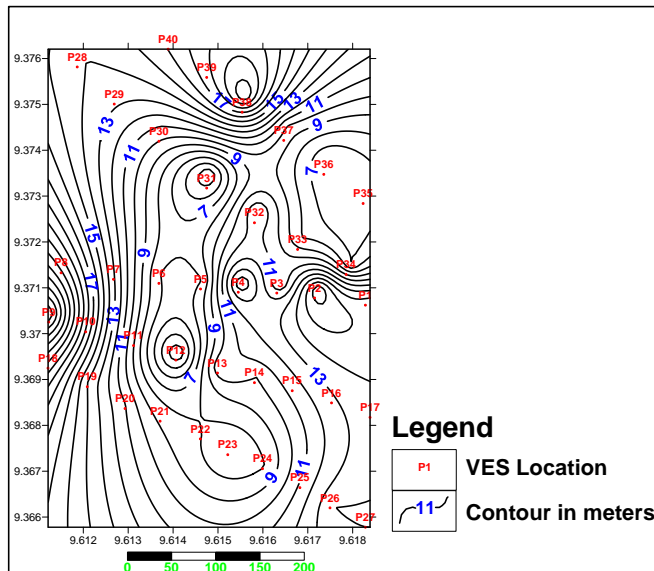 P40
9.376
P28
P39
17
15
13
11
P29
9.375
P38
13
9
P30
P37
11
9
9.374
P31
P36
7
9.373
P35
7
P32
15
P33
9.372
9
11
P34
P8
P7
P6
P5
17
P4
P3
9.371
P2
P1
11
P9
13
P10
9
9.37
11
P11
P12
P18
P13
13
7
P19
P14
P15
9.369
P16
P20
P17
P21
9.368
Legend
P22
P23
P1
VES Location
P24
9
11
9.367
P25
11
Contour in meters
P26
9.366
P27
9.612 9.613 9.614 9.615 9.616 9.617 9.618
0 50 100 150 200